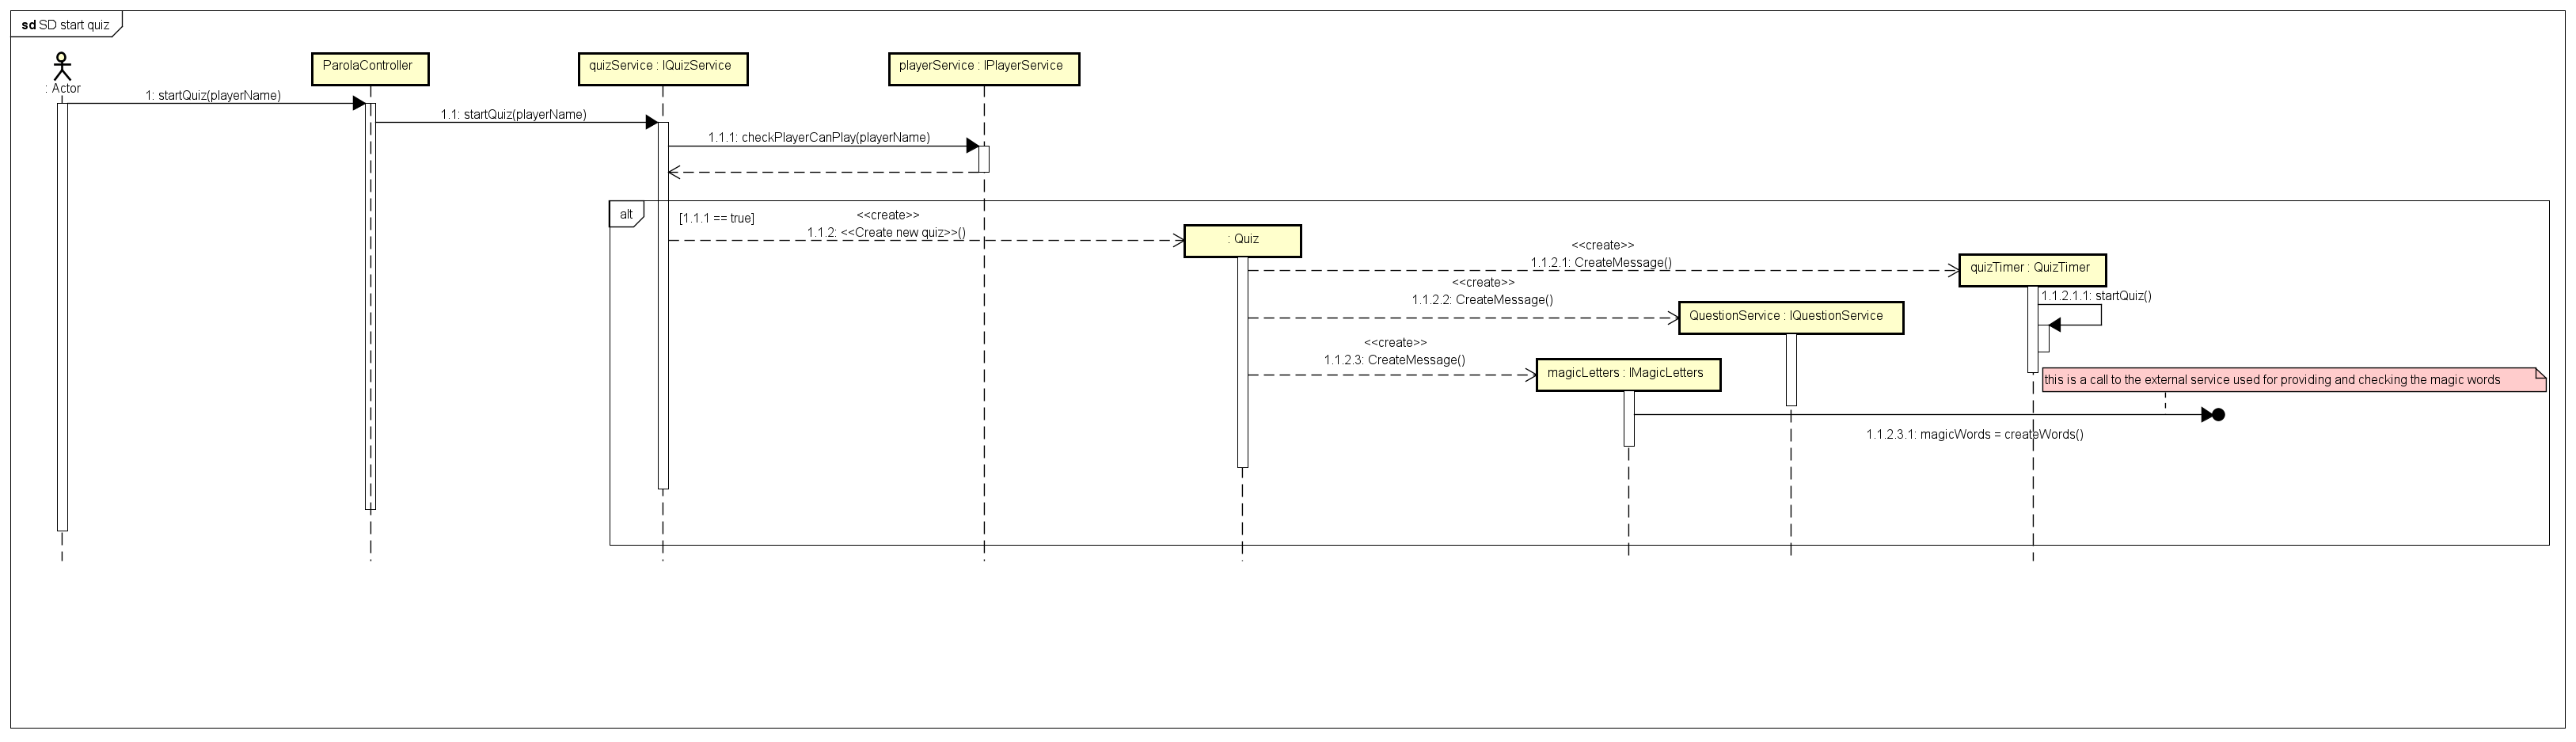 sd SD start quiz
ParolaController
quizService : IQuizService
playerService : IPlayerService
: Actor
1: startQuiz(playerName)
1.1: startQuiz(playerName)
1.1.1: checkPlayerCanPlay(playerName)
alt
[1.1.1 == true]
<<create>>
1.1.2: <<Create new quiz>>()
: Quiz
<<create>>
1.1.2.1: CreateMessage()
quizTimer : QuizTimer
<<create>>
1.1.2.2: CreateMessage()
1.1.2.1.1: startQuiz()
QuestionService : IQuestionService
<<create>>
1.1.2.3: CreateMessage()
magicLetters : IMagicLetters
this is a call to the external service used for providing and checking the magic words
1.1.2.3.1: magicWords = createWords()